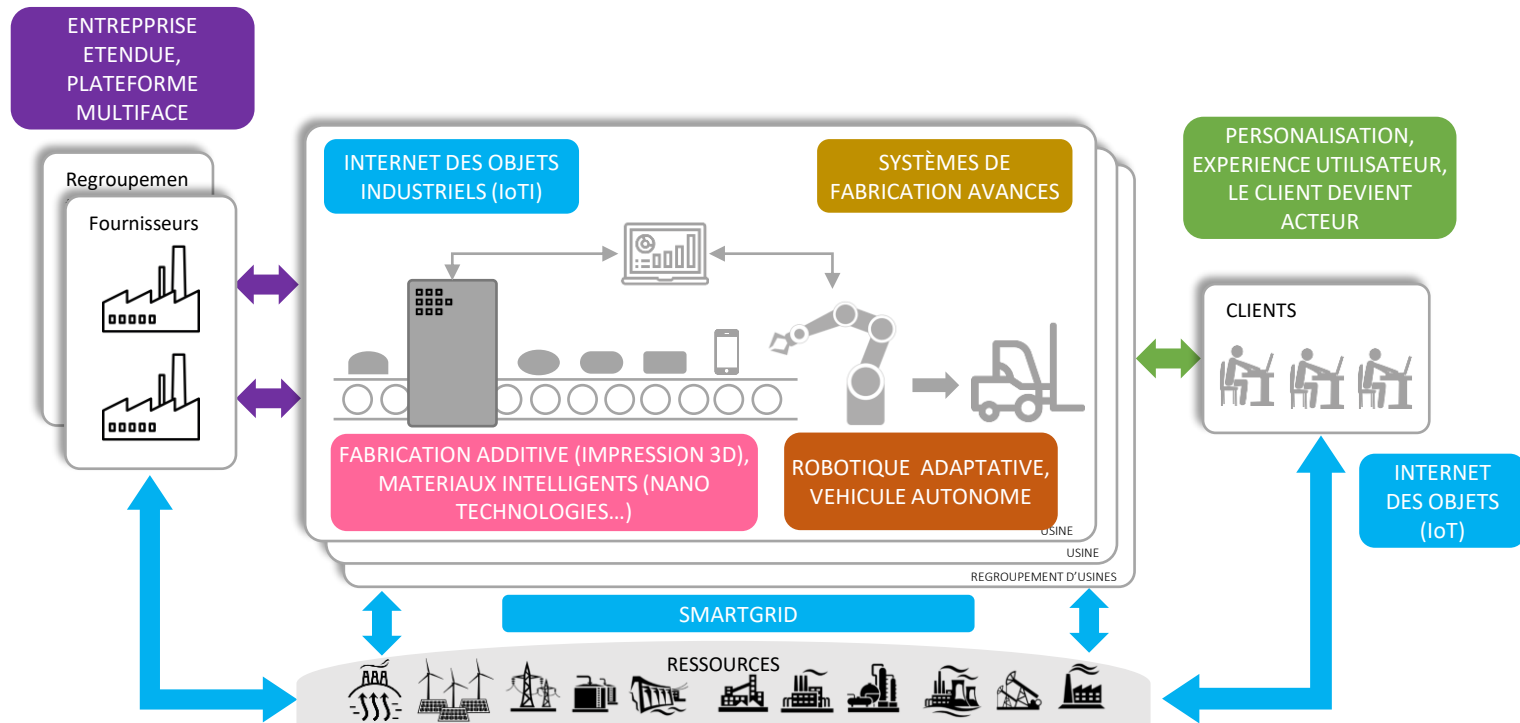 ENTREPPRISE
ETENDUE,
PLATEFORME
MULTIFACE
Regroupemen
Fournisseurs
INTERNET DES OBJETS
INDUSTRIELS (IoTI)
SYSTÈMES DE
FABRICATION AVANCES
FABRICATION ADDITIVE (IMPRESSION 3D),
MATERIAUX INTELLIGENTS (NANO
TECHNOLOGIES...)
ROBOTIQUE ADAPTATIVE,
VEHICULE AUTONOME
USINE
USINE
REGROUPEMENT D'USINES
PERSONALISATION,
EXPERIENCE UTILISATEUR,
LE CLIENT DEVIENT
ACTEUR
CLIENTS
INTERNET
DES OBJETS
(IoT)
SMARTGRID
RESSOURCES